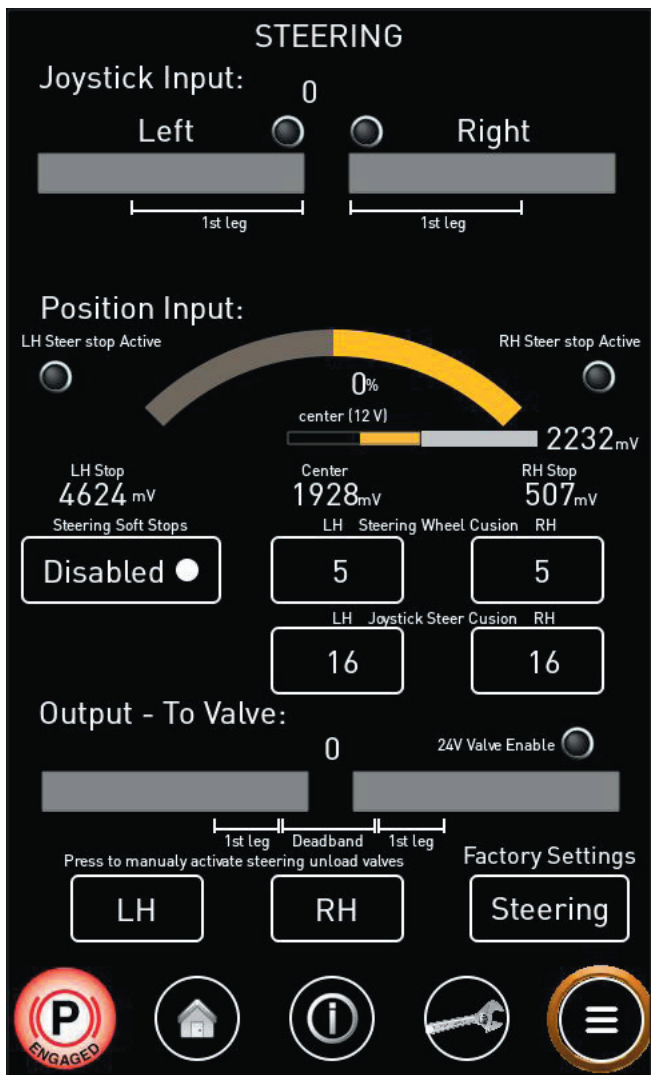 STEERING
Joystick Input:
0
Left Right
1st leg 1st leg
Position Input:
LH Steer stop Active RH Steer stop Active
0%
center (12 V)
2232mV
LH Stop Center RH Stop
4624 mV 1928mV 507mV
Steering Soft Stops LH Steering Wheel Cusion RH
Disabled 5 5
LH Joystick Steer Cusion RH
16 16
Output - To Valve:
0 24V Valve Enable
1st leg Deadband 1st leg
Press to manualy activate steering unload valves Factory Settings
LH RH Steering
P
ENGAGED
i